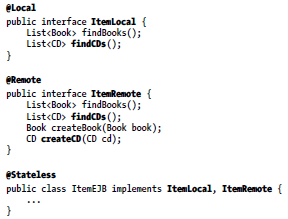 @Local
public interface ItemLocal {
    List<Book> findBooks();
    List<CD> findCDs();
}
@Remote
public interface ItemRemote {
    List<Book> findBooks();
    List<CD> findCDs();
    Book createBook(Book book);
    CD createCD(CD cd);
}
@Stateless
public class ItemEJB implements ItemLocal, ItemRemote {
    ...
}